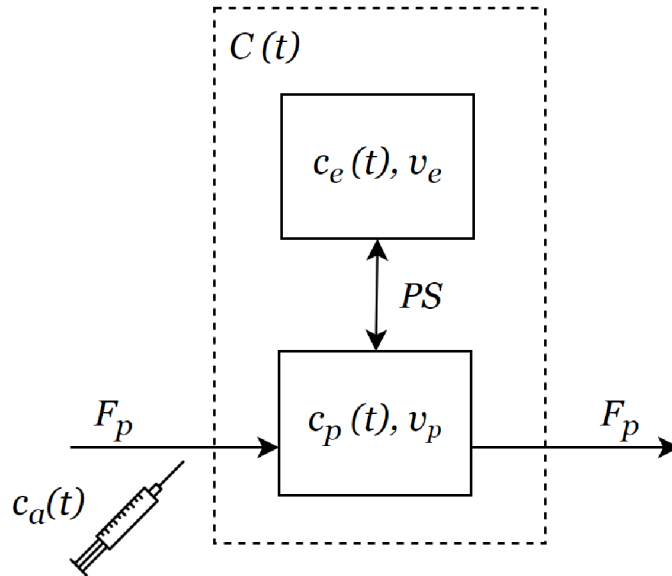 C (t)
c_e (t), v_e
PS
F_p
c_p (t), v_p
F_p
c_a(t)